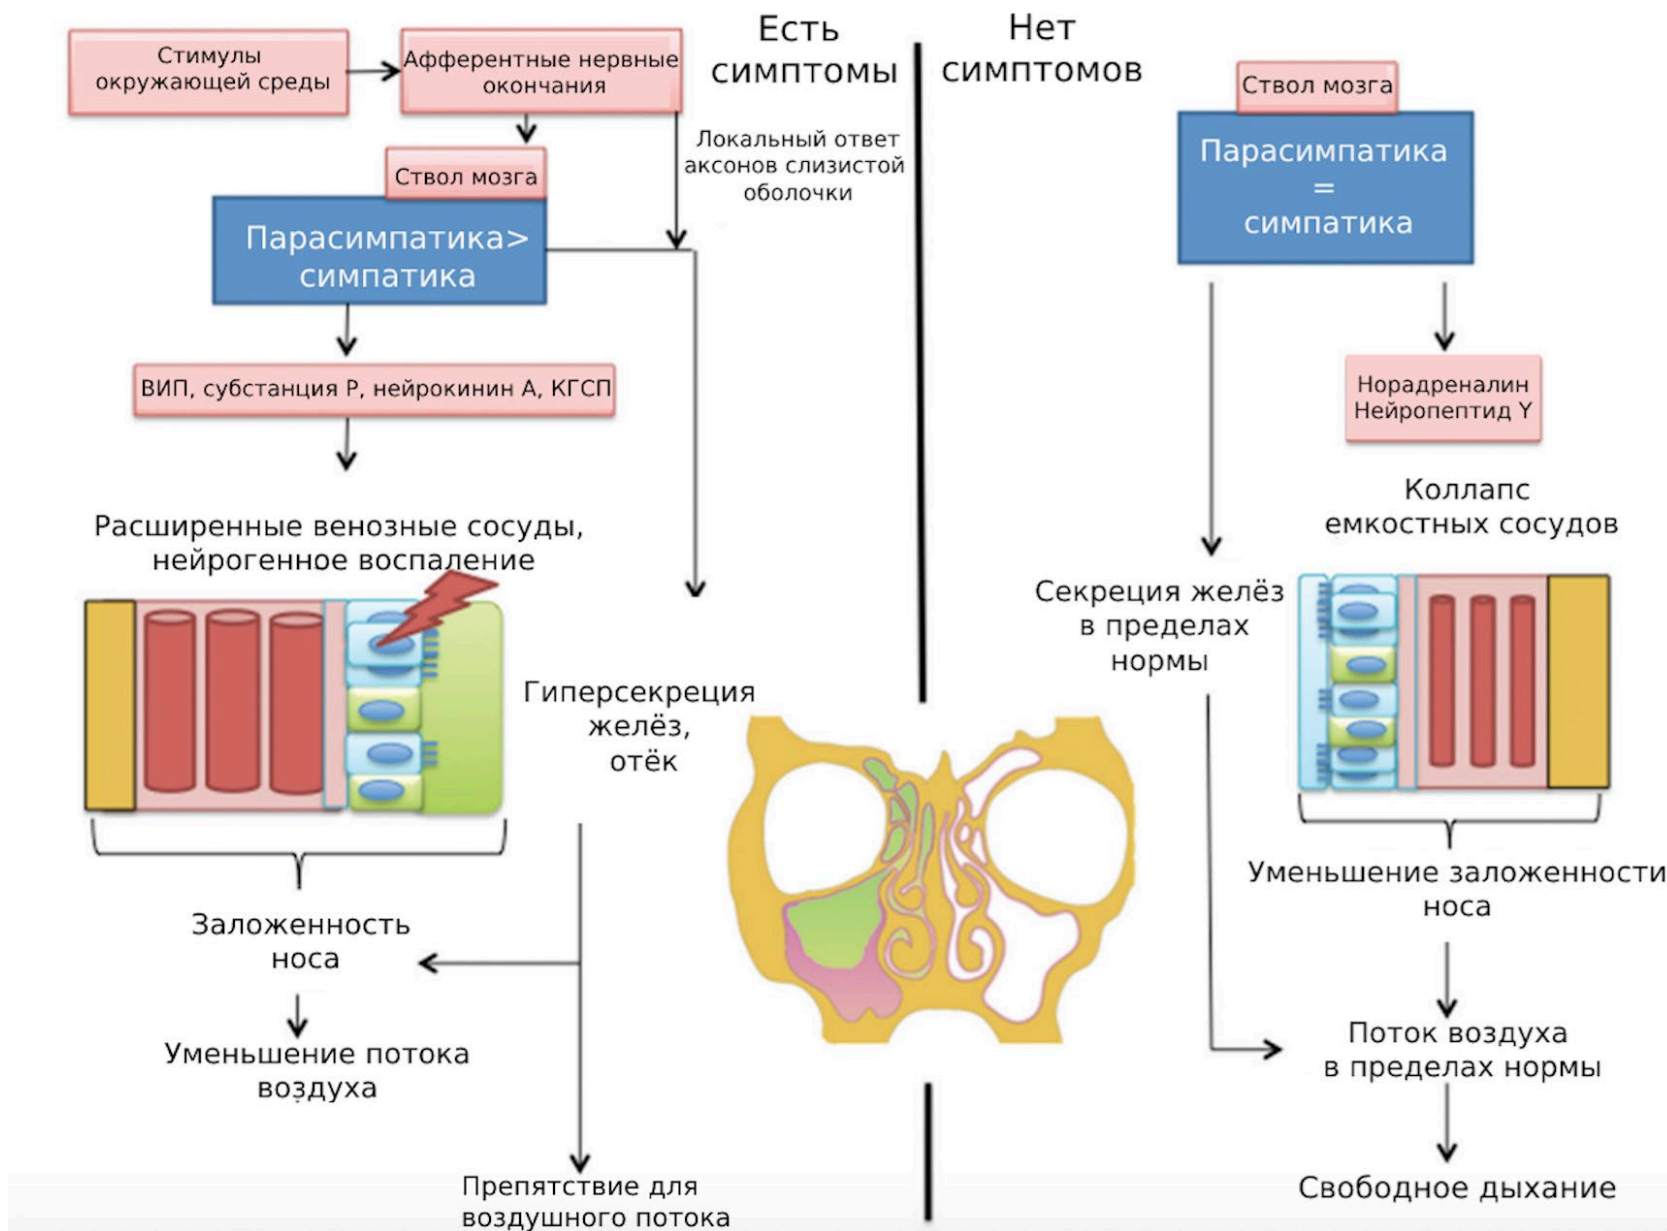 Есть
симптомы
Нет
симптомов
Стимулы
окружающей среды
Афферентные нервные
окончания
Локальный ответ
аксонов слизистой
оболочки
Ствол мозга
Парасимпатика>
симпатика
ВИП, субстанция P, нейрокинин А, КГСП
Расширенные венозные сосуды,
нейрогенное воспаление
Гиперсекреция
желёз,
отёк
Заложенность
носа
Уменьшение потока
воздуха
Препятствие для
воздушного потока
Ствол мозга
Парасимпатика
=
симпатика
Норадреналин
Нейропептид Y
Коллапс
емкостных сосудов
Секреция желёз
в пределах
нормы
Уменьшение заложенности
носа
Поток воздуха
в пределах нормы
Свободное дыхание